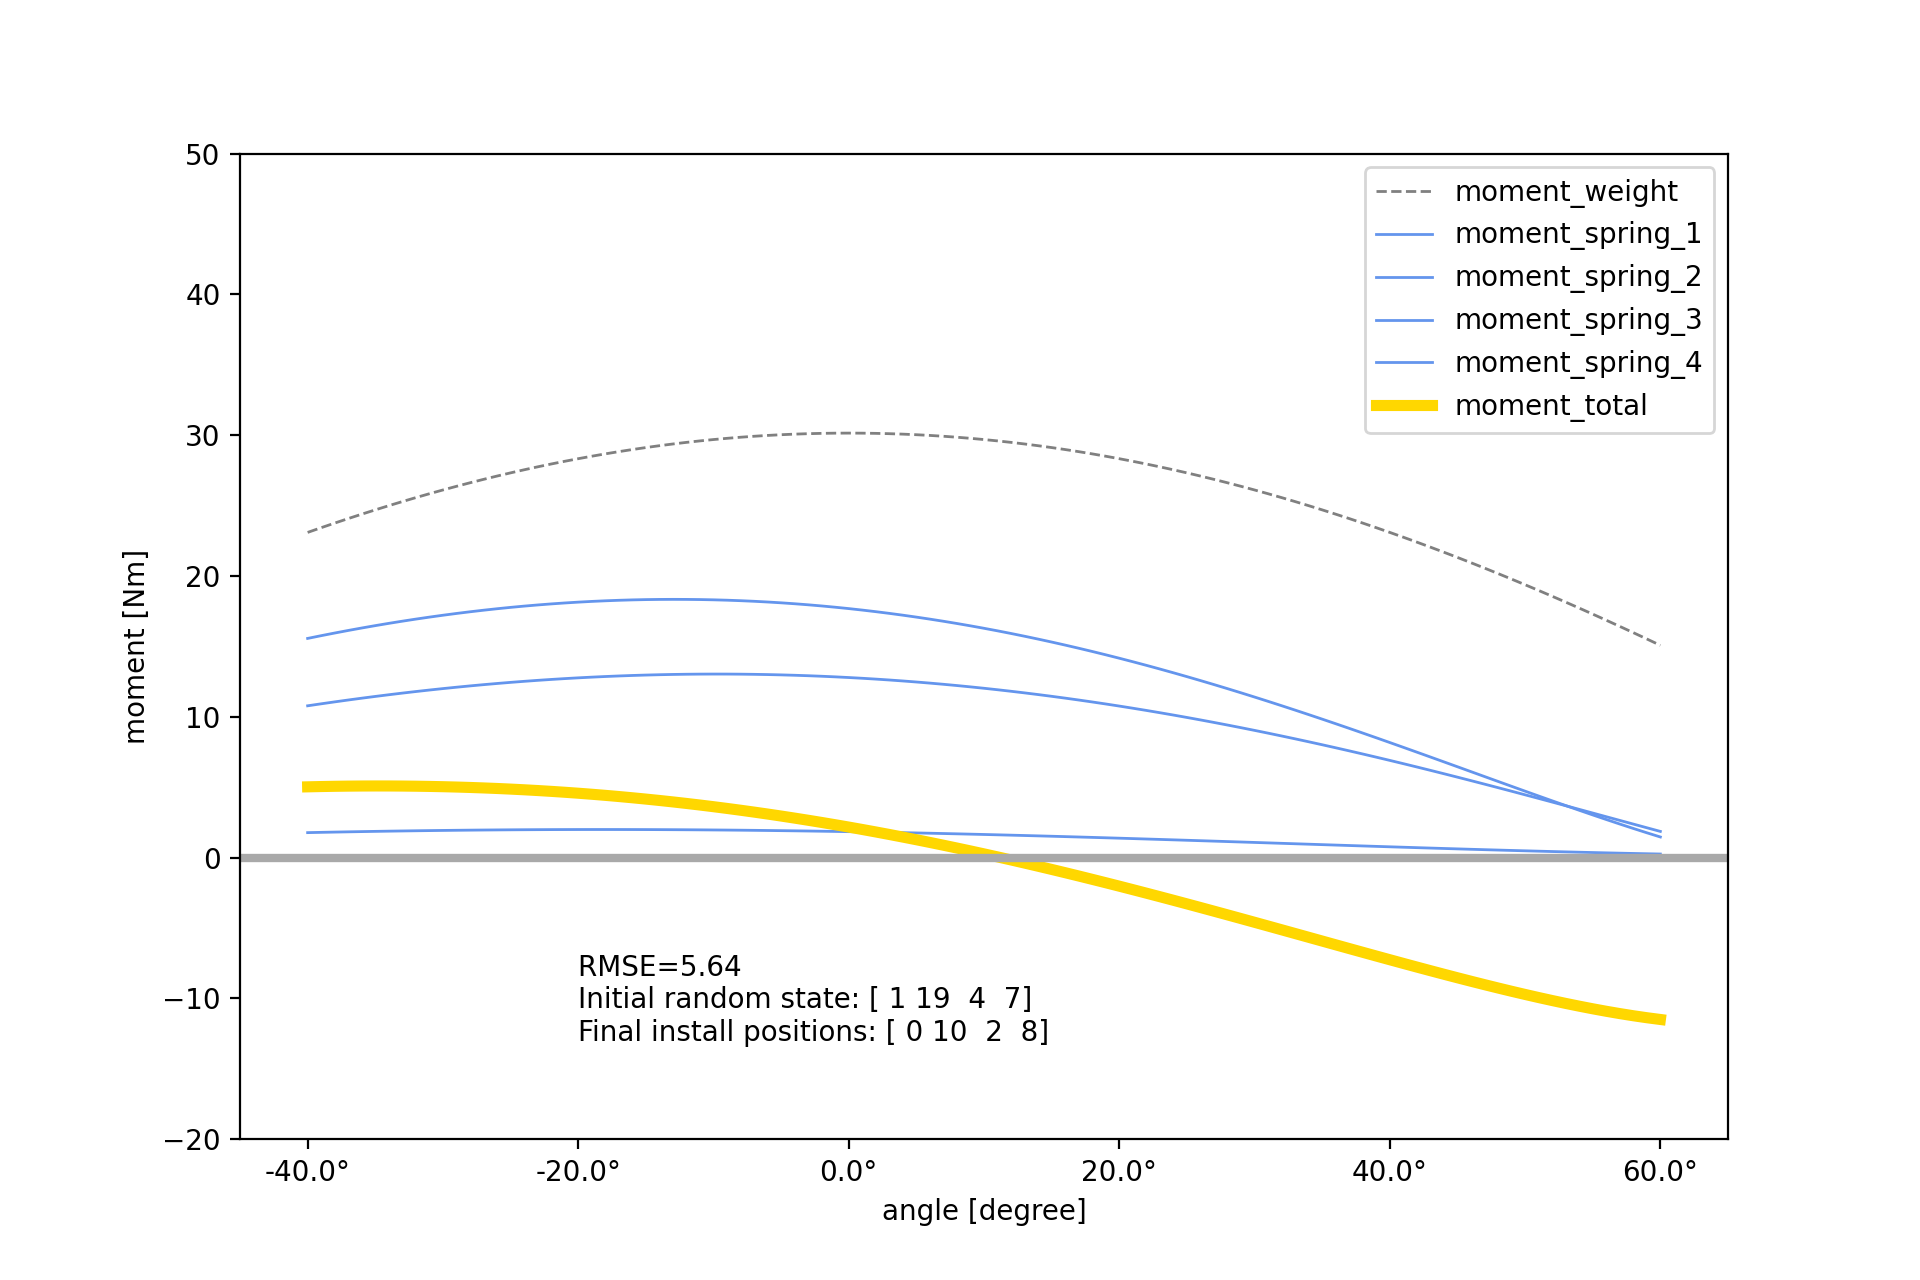 50
40
30
20
10
0
−10
−20
moment [Nm]
moment_weight
moment_spring_1
moment_spring_2
moment_spring_3
moment_spring_4
moment_total
RMSE=5.64
Initial random state: [ 1 19  4  7]
Final install positions: [ 0 10  2  8]
-40.0° -20.0° 0.0° 20.0° 40.0° 60.0°
angle [degree]